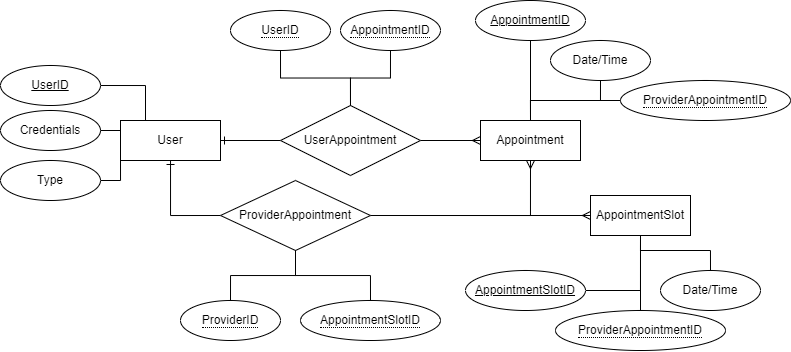 AppointmentID
UserID
AppointmentID
Date/Time
UserID
ProviderAppointmentID
Credentials
User
UserAppointment
Appointment
Type
ProviderAppointment
AppointmentSlot
AppointmentSlotID
Date/Time
ProviderID
AppointmentSlotID
ProviderAppointmentID